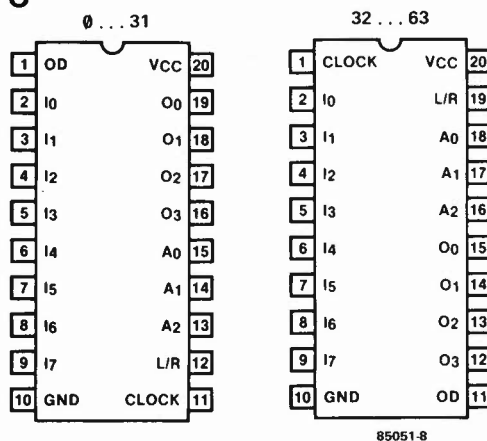 0 ... 31
1 OD VCC 20
2 I0 O0 19
3 I1 O1 18
4 I2 O2 17
5 I3 O3 16
6 I4 A0 15
7 I5 A1 14
8 I6 A2 13
9 I7 L/R 12
10 GND CLOCK 11
32 ... 63
1 CLOCK VCC 20
2 I0 L/R 19
3 I1 A0 18
4 I2 A1 17
5 I3 A2 16
6 I4 O0 15
7 I5 O1 14
8 I6 O2 13
9 I7 O3 12
10 GND OD 11
85051-8